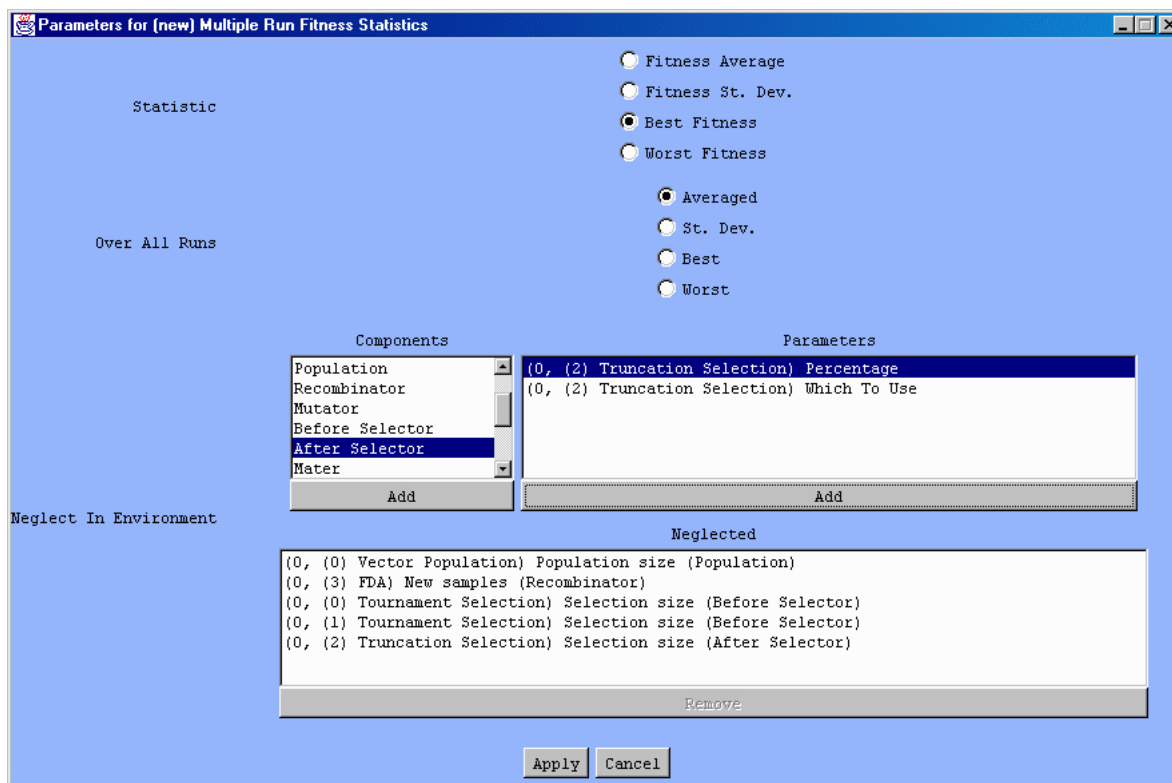 Parameters for (new) Multiple Run Fitness Statistics
Statistic
Fitness Average
Fitness St. Dev.
Best Fitness
Worst Fitness
Over All Runs
Averaged
St. Dev.
Best
Worst
Neglect In Environment
Components
Population
Recombinator
Mutator
Before Selector
After Selector
Mater
Add
Parameters
(0, (2) Truncation Selection) Percentage
(0, (2) Truncation Selection) Which To Use
Add
Neglected
(0, (0) Vector Population) Population size (Population)
(0, (3) FDA) New samples (Recombinator)
(0, (0) Tournament Selection) Selection size (Before Selector)
(0, (1) Tournament Selection) Selection size (Before Selector)
(0, (2) Truncation Selection) Selection size (After Selector)
Remove
Apply
Cancel